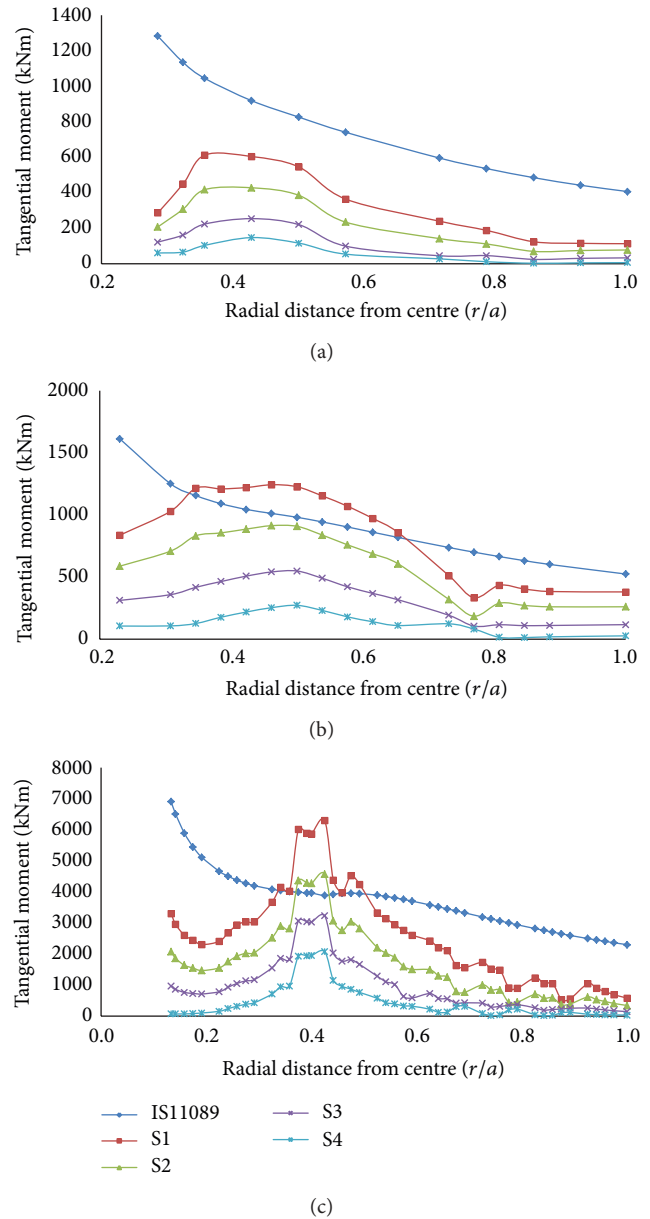 1400
1200
1000
800
600
400
200
0
Tangential moment (kNm)
0.2 0.4 0.6 0.8 1.0
Radial distance from centre (r/a)
(a)
2000
1500
1000
500
0
Tangential moment (kNm)
0.2 0.4 0.6 0.8 1.0
Radial distance from centre (r/a)
(b)
8000
7000
6000
5000
4000
3000
2000
1000
0
Tangential moment (kNm)
0.0 0.2 0.4 0.6 0.8 1.0
Radial distance from centre (r/a)
IS11089
S1
S2
S3
S4
(c)